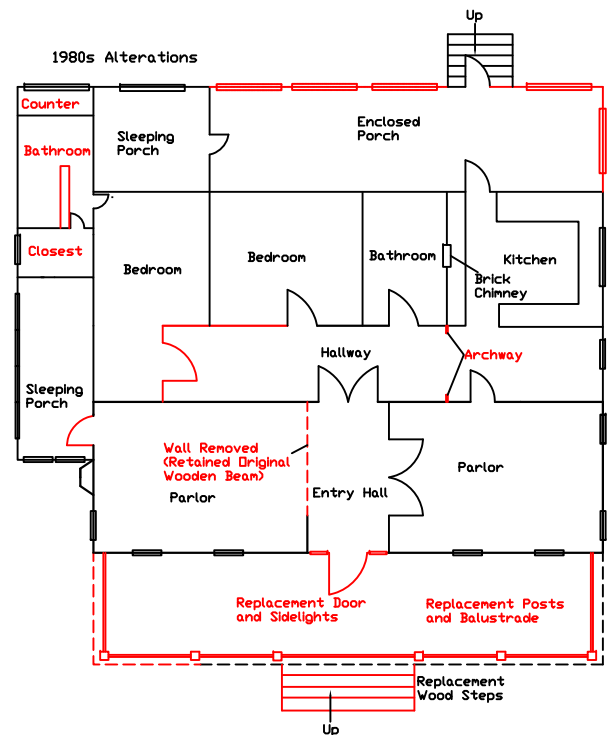 Up
1980s Alterations
Counter
Enclosed
Porch
Sleeping
Porch
Bathroom
Closest
Bedroom
Bedroom
Bathroom
Kitchen
Brick
Chimney
Hallway
Archway
Sleeping
Porch
Wall Removed
(Retained Original
Wooden Beam)
Parlor
Entry Hall
Parlor
Replacement Door
and Sidelights
Replacement Posts
and Balustrade
Replacement
Wood Steps
Up